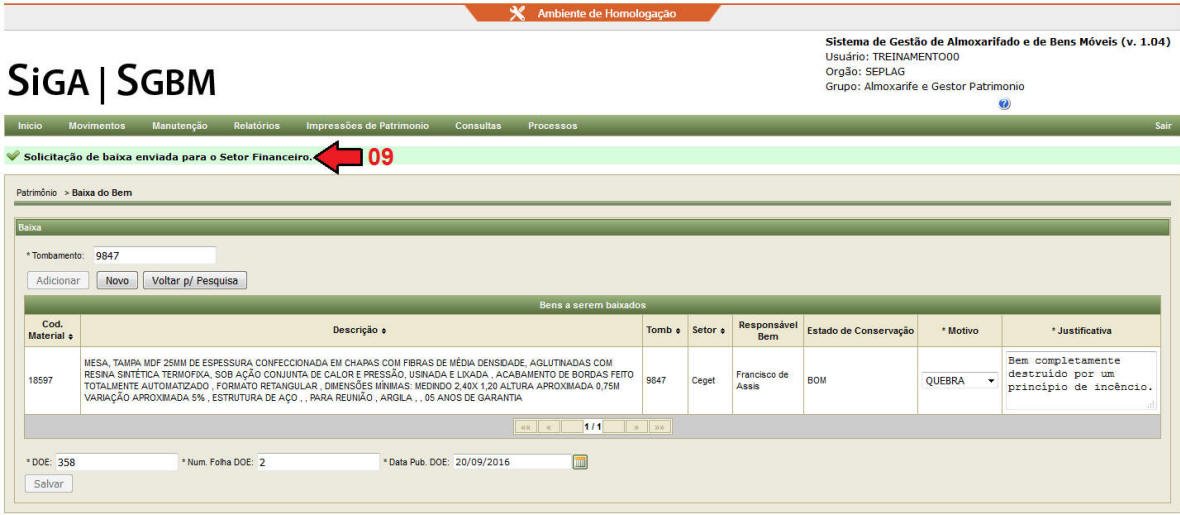 Ambiente de Homologação
SIGA | SGBM
Sistema de Gestão de Almoxarifado e de Bens Móveis (v. 1.04)
Usuário: TREINAMENTO00
Orgão: SEPLAG
Grupo: Almoxarife e Gestor Patrimonio
?
Inicio Movimentos Manutenção Relatórios Impressões de Patrimonio Consultas Processos Sair
Solicitação de baixa enviada para o Setor Financeiro. 09
Patrimônio > Baixa do Bem
Baixa
* Tombamento: 9847
Adicionar Novo Voltar p/ Pesquisa
Bens a serem baixados
Cod. Material Descrição Tomb Setor Responsável Bem Estado de Conservação * Motivo * Justificativa
18597
MESA, TAMPA MDF 25MM DE ESPESSURA CONFECCIONADA EM CHAPAS COM FIBRAS DE MÉDIA DENSIDADE, AGLUTINADAS COM
RESINA SINTÉTICA TERMOFIXA, SOB AÇÃO CONJUNTA DE CALOR E PRESSÃO, USINADA E LIXADA , ACABAMENTO DE BORDAS FEITO
TOTALMENTE AUTOMATIZADO , FORMATO RETANGULAR , DIMENSÕES MÍNIMAS: MEDINDO 2,40X 1,20 ALTURA APROXIMADA 0,75M
VARIAÇÃO APROXIMADA 5% , ESTRUTURA DE AÇO , , PARA REUNIÃO , ARGILA , , 05 ANOS DE GARANTIA
9847
Ceget
Francisco de
Assis
BOM
QUEBRA
Bem completamente
destruído por um
princípio de incêncio.
«« « 1 / 1 » »»
* DOE: 358 * Num. Folha DOE: 2 * Data Pub. DOE: 20/09/2016
Salvar